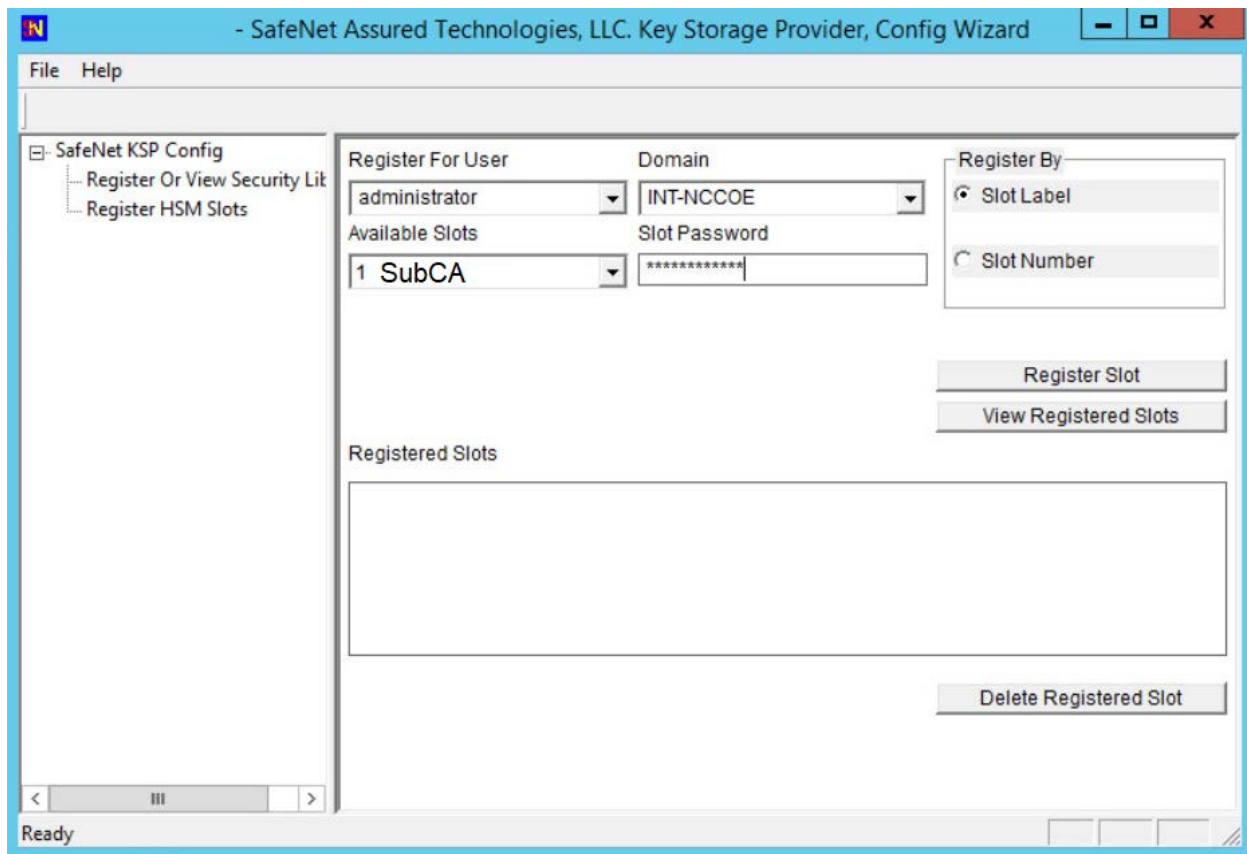 - SafeNet Assured Technologies, LLC. Key Storage Provider, Config Wizard
File Help
SafeNet KSP Config
Register Or View Security Lib
Register HSM Slots
Register For User
Domain
Register By
administrator
INT-NCCOE
Slot Label
Available Slots
Slot Password
1 SubCA
************
Slot Number
Register Slot
View Registered Slots
Registered Slots
Delete Registered Slot
Ready